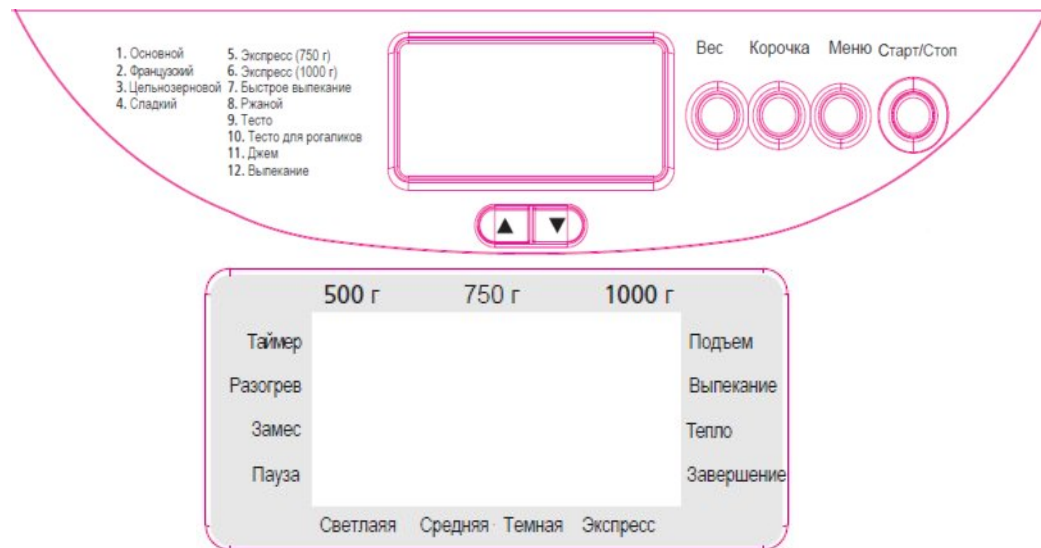 1. Основной
2. Французский
3. Цельнозерновой
4. Сладкий
5. Экспресс (750 г)
6. Экспресс (1000 г)
7. Быстрое выпекание
8. Ржаной
9. Тесто
10. Тесто для рогаликов
11. Джем
12. Выпекание
Вес Корочка Меню Старт/Стоп
▲ ▼
500 г 750 г 1000 г
Таймер
Разогрев
Замес
Пауза
Подъем
Выпекание
Тепло
Завершение
Светлаяя Средняя Темная Экспресс